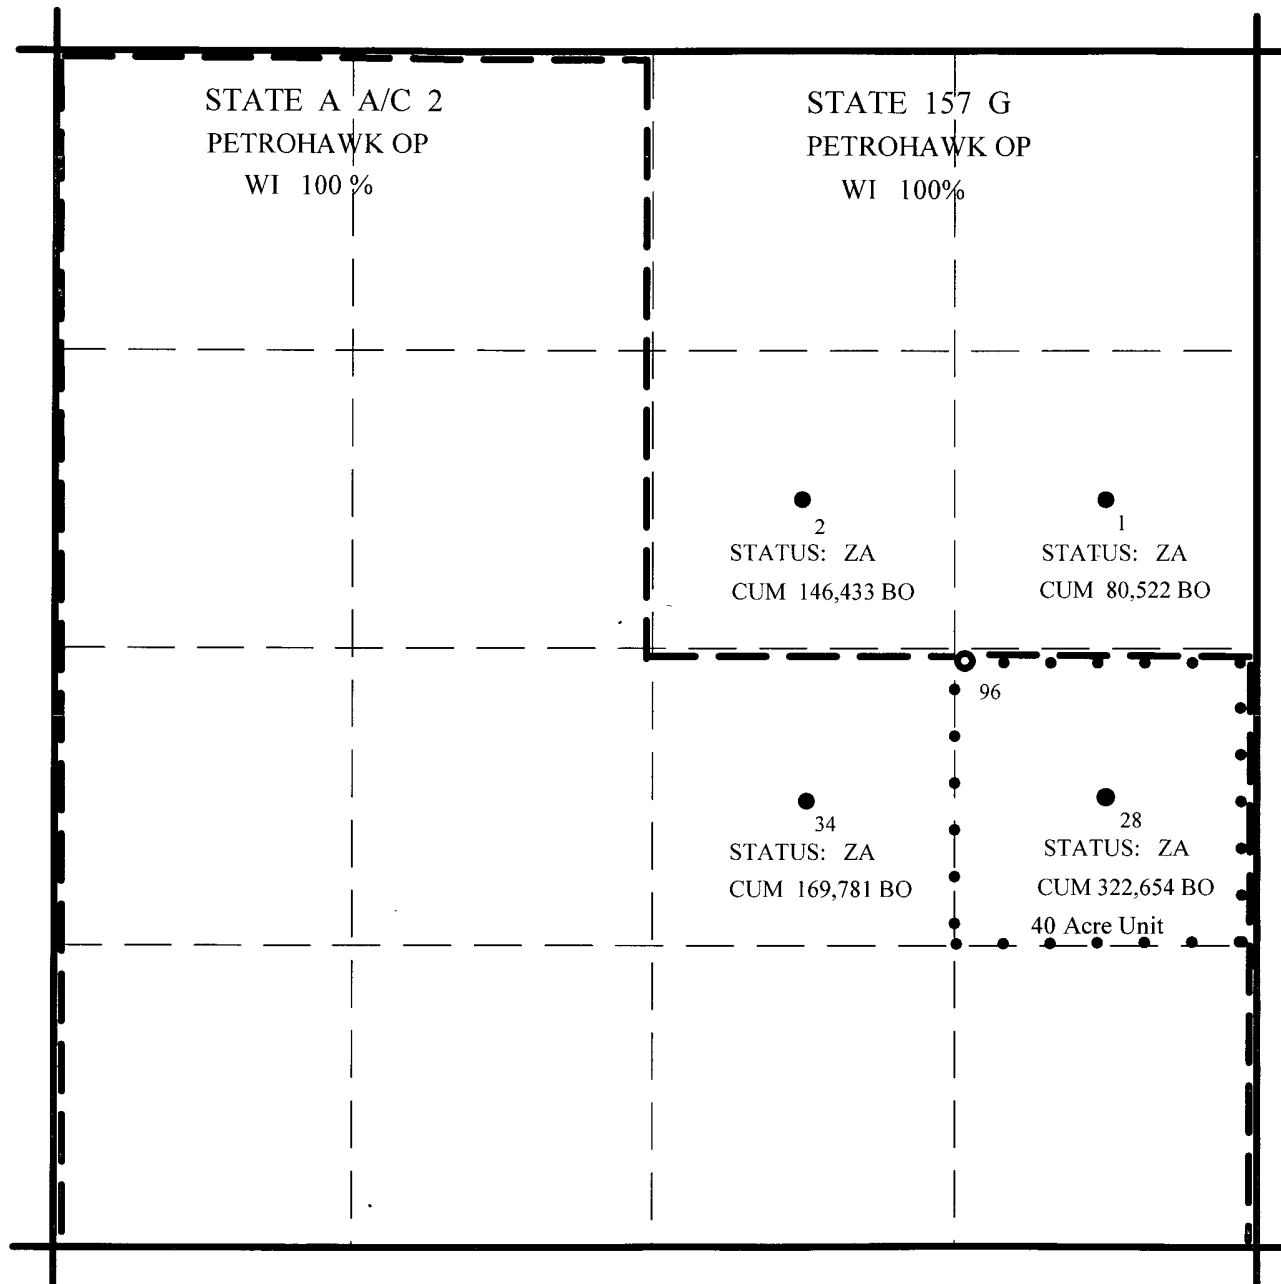 STATE A A/C 2
PETROHAWK OP
WI 100 %
STATE 157 G
PETROHAWK OP
WI 100%
2
STATUS: ZA
CUM 146,433 BO
1
STATUS: ZA
CUM 80,522 BO
96
34
STATUS: ZA
CUM 169,781 BO
28
STATUS: ZA
CUM 322,654 BO
40 Acre Unit